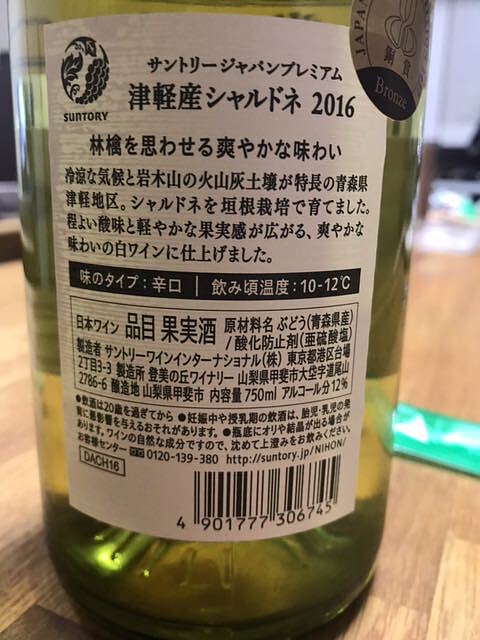 SUNTORY
JAPAN
銅賞
Bronze
サントリージャパンプレミアム
津軽産シャルドネ 2016
林檎を思わせる爽やかな味わい
冷涼な気候と岩木山の火山灰土壌が特長の青森県
津軽地区。シャルドネを垣根栽培で育てました。
程よい酸味と軽やかな果実感が広がる、爽やかな
味わいの白ワインに仕上げました。
味のタイプ：辛口 | 飲み頃温度：10-12℃
日本ワイン 品目 果実酒 原材料名 ぶどう(青森県産)
/酸化防止剤(亜硫酸塩)
製造者 サントリーワインインターナショナル(株) 東京都港区台場
2丁目3-3 製造所 登美の丘ワイナリー 山梨県甲斐市大垈字道尾山
2786-6 醸造地 山梨県甲斐市 内容量 750ml アルコール分 12%
●飲酒は20歳を過ぎてから ●妊娠中や授乳期の飲酒は、胎児・乳児の発
育に悪影響を与えるおそれがあります。 ●瓶底にオリや結晶が出る場合が
あります。ワインの自然な成分ですので、沈めて上澄みをお飲みください。
お客様センター 0120-139-380 http://suntory.jp/NIHON/
DACH16
4 901777 306745